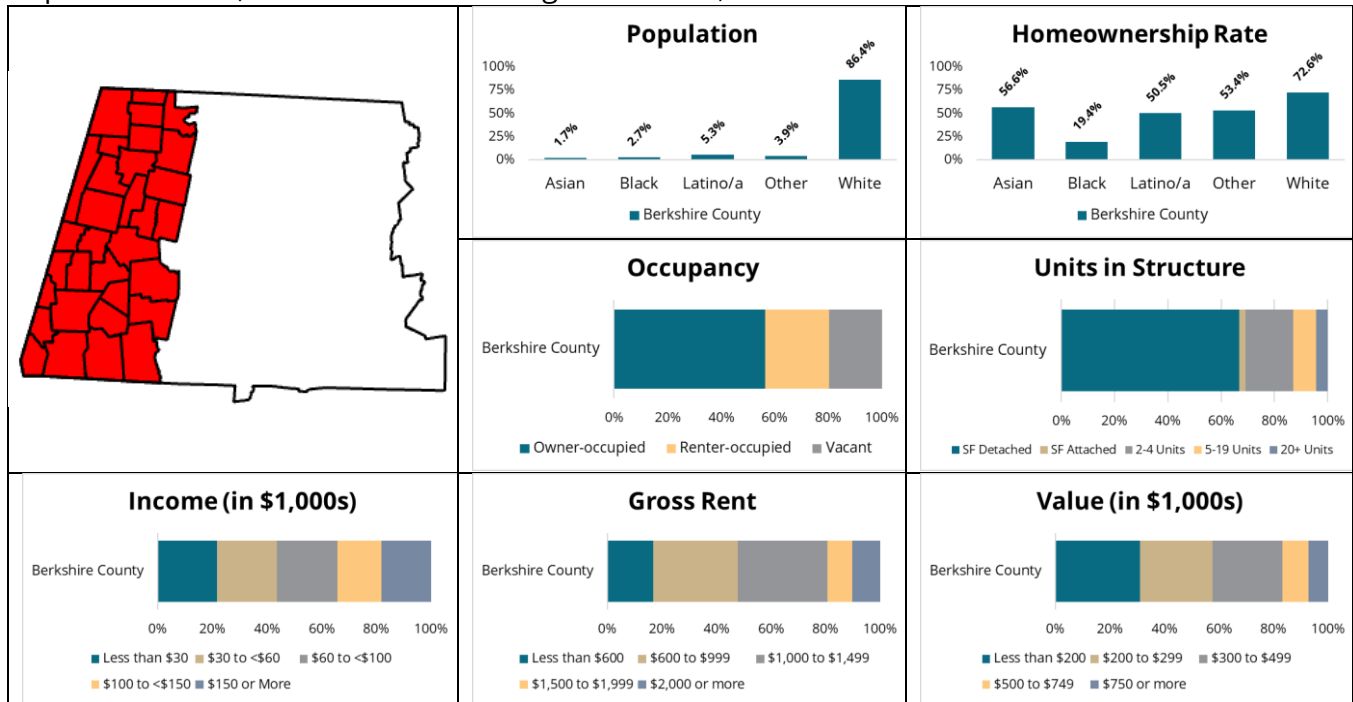 Population
100%
75%
50%
25%
0%
1.7%
2.7%
5.3%
3.9%
86.4%
Asian Black Latino/a Other White
Berkshire County
Homeownership Rate
100%
75%
50%
25%
0%
56.6%
19.4%
50.5%
53.4%
72.6%
Asian Black Latino/a Other White
Berkshire County
Occupancy
Berkshire County
0% 20% 40% 60% 80% 100%
Owner-occupied Renter-occupied Vacant
Units in Structure
Berkshire County
0% 20% 40% 60% 80% 100%
SF Detached SF Attached 2-4 Units 5-19 Units 20+ Units
Income (in $1,000s)
Berkshire County
0% 20% 40% 60% 80% 100%
Less than $30 $30 to <$60 $60 to <$100
$100 to <$150 $150 or More
Gross Rent
Berkshire County
0% 20% 40% 60% 80% 100%
Less than $600 $600 to $999 $1,000 to $1,499
$1,500 to $1,999 $2,000 or more
Value (in $1,000s)
Berkshire County
0% 20% 40% 60% 80% 100%
Less than $200 $200 to $299 $300 to $499
$500 to $749 $750 or more